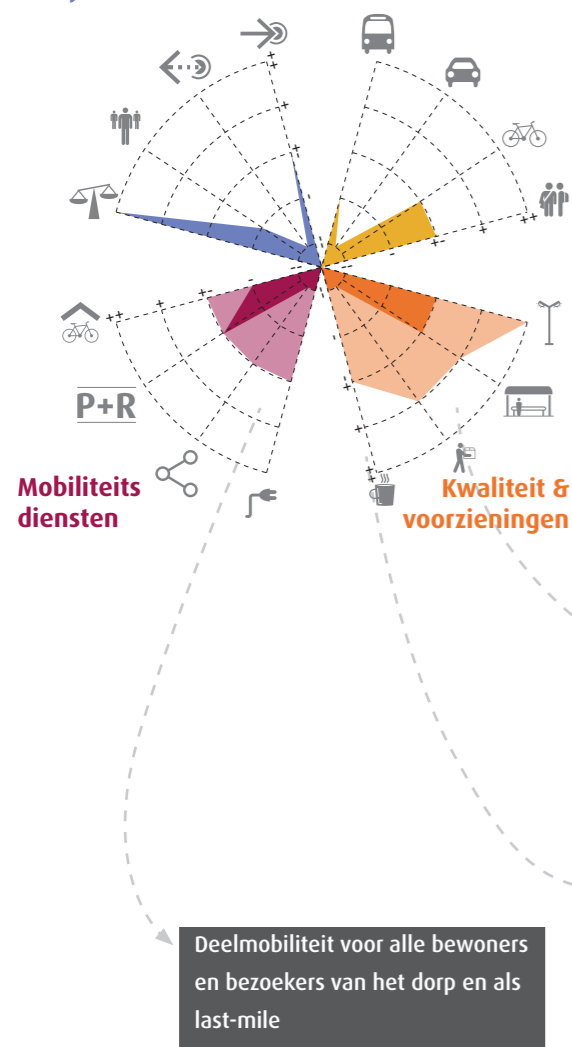 P+R
Mobiliteits
diensten
Kwaliteit &
voorzieningen
Deelmobiliteit voor alle bewoners
en bezoekers van het dorp en als
last-mile